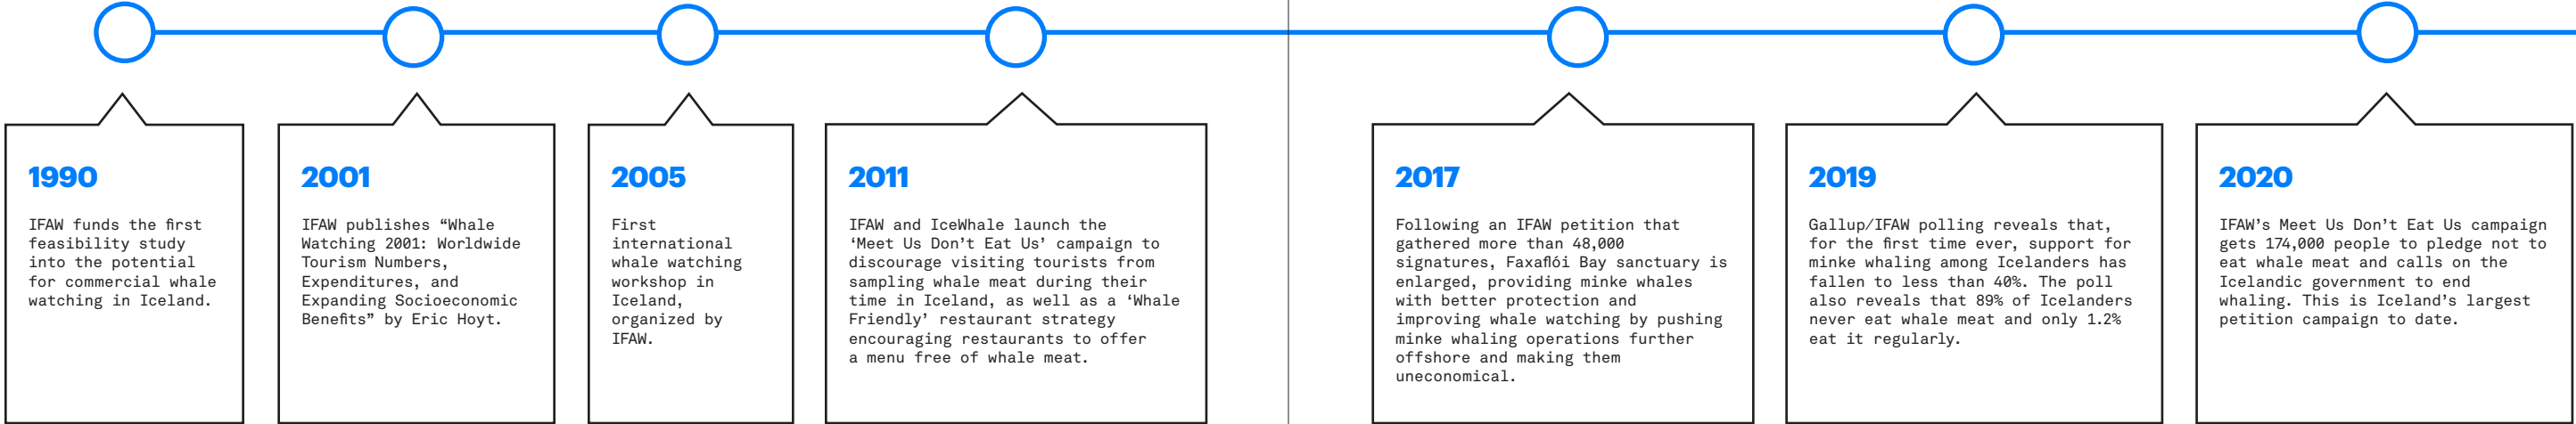 1990
IFAW funds the first
feasibility study
into the potential
for commercial whale
watching in Iceland.
2001
IFAW publishes “Whale
Watching 2001: Worldwide
Tourism Numbers,
Expenditures, and
Expanding Socioeconomic
Benefits” by Eric Hoyt.
2005
First
international
whale watching
workshop in
Iceland,
organized by
IFAW.
2011
IFAW and IceWhale launch the
‘Meet Us Don’t Eat Us’ campaign to
discourage visiting tourists from
sampling whale meat during their
time in Iceland, as well as a ‘Whale
Friendly’ restaurant strategy
encouraging restaurants to offer
a menu free of whale meat.
2017
Following an IFAW petition that
gathered more than 48,000
signatures, Faxaflói Bay sanctuary is
enlarged, providing minke whales
with better protection and
improving whale watching by pushing
minke whaling operations further
offshore and making them
uneconomical.
2019
Gallup/IFAW polling reveals that,
for the first time ever, support for
minke whaling among Icelanders has
fallen to less than 40%. The poll
also reveals that 89% of Icelanders
never eat whale meat and only 1.2%
eat it regularly.
2020
IFAW’s Meet Us Don’t Eat Us campaign
gets 174,000 people to pledge not to
eat whale meat and calls on the
Icelandic government to end
whaling. This is Iceland’s largest
petition campaign to date.